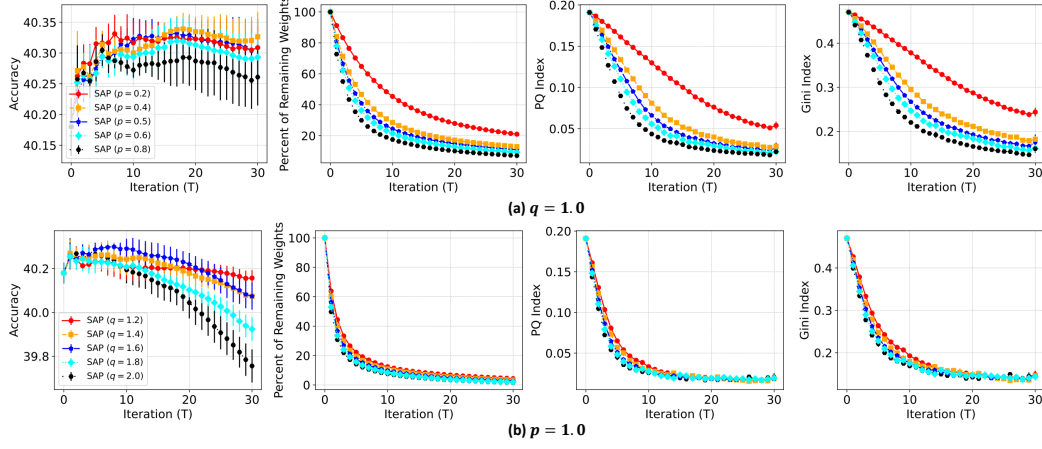 40.35
40.30
40.25
40.20
40.15
Accuracy
SAP (p = 0.2)
SAP (p = 0.4)
SAP (p = 0.5)
SAP (p = 0.6)
SAP (p = 0.8)
0 10 20 30
Iteration (T)
100
80
60
40
20
Percent of Remaining Weights
0 10 20 30
Iteration (T)
0.20
0.15
0.10
0.05
PQ Index
0 10 20 30
Iteration (T)
0.4
0.3
0.2
Gini Index
0 10 20 30
Iteration (T)
(a) q = 1.0
40.2
40.0
39.8
Accuracy
SAP (q = 1.2)
SAP (q = 1.4)
SAP (q = 1.6)
SAP (q = 1.8)
SAP (q = 2.0)
0 10 20 30
Iteration (T)
100
80
60
40
20
0
Percent of Remaining Weights
0 10 20 30
Iteration (T)
0.20
0.15
0.10
0.05
PQ Index
0 10 20 30
Iteration (T)
0.4
0.3
0.2
Gini Index
0 10 20 30
Iteration (T)
(b) p = 1.0